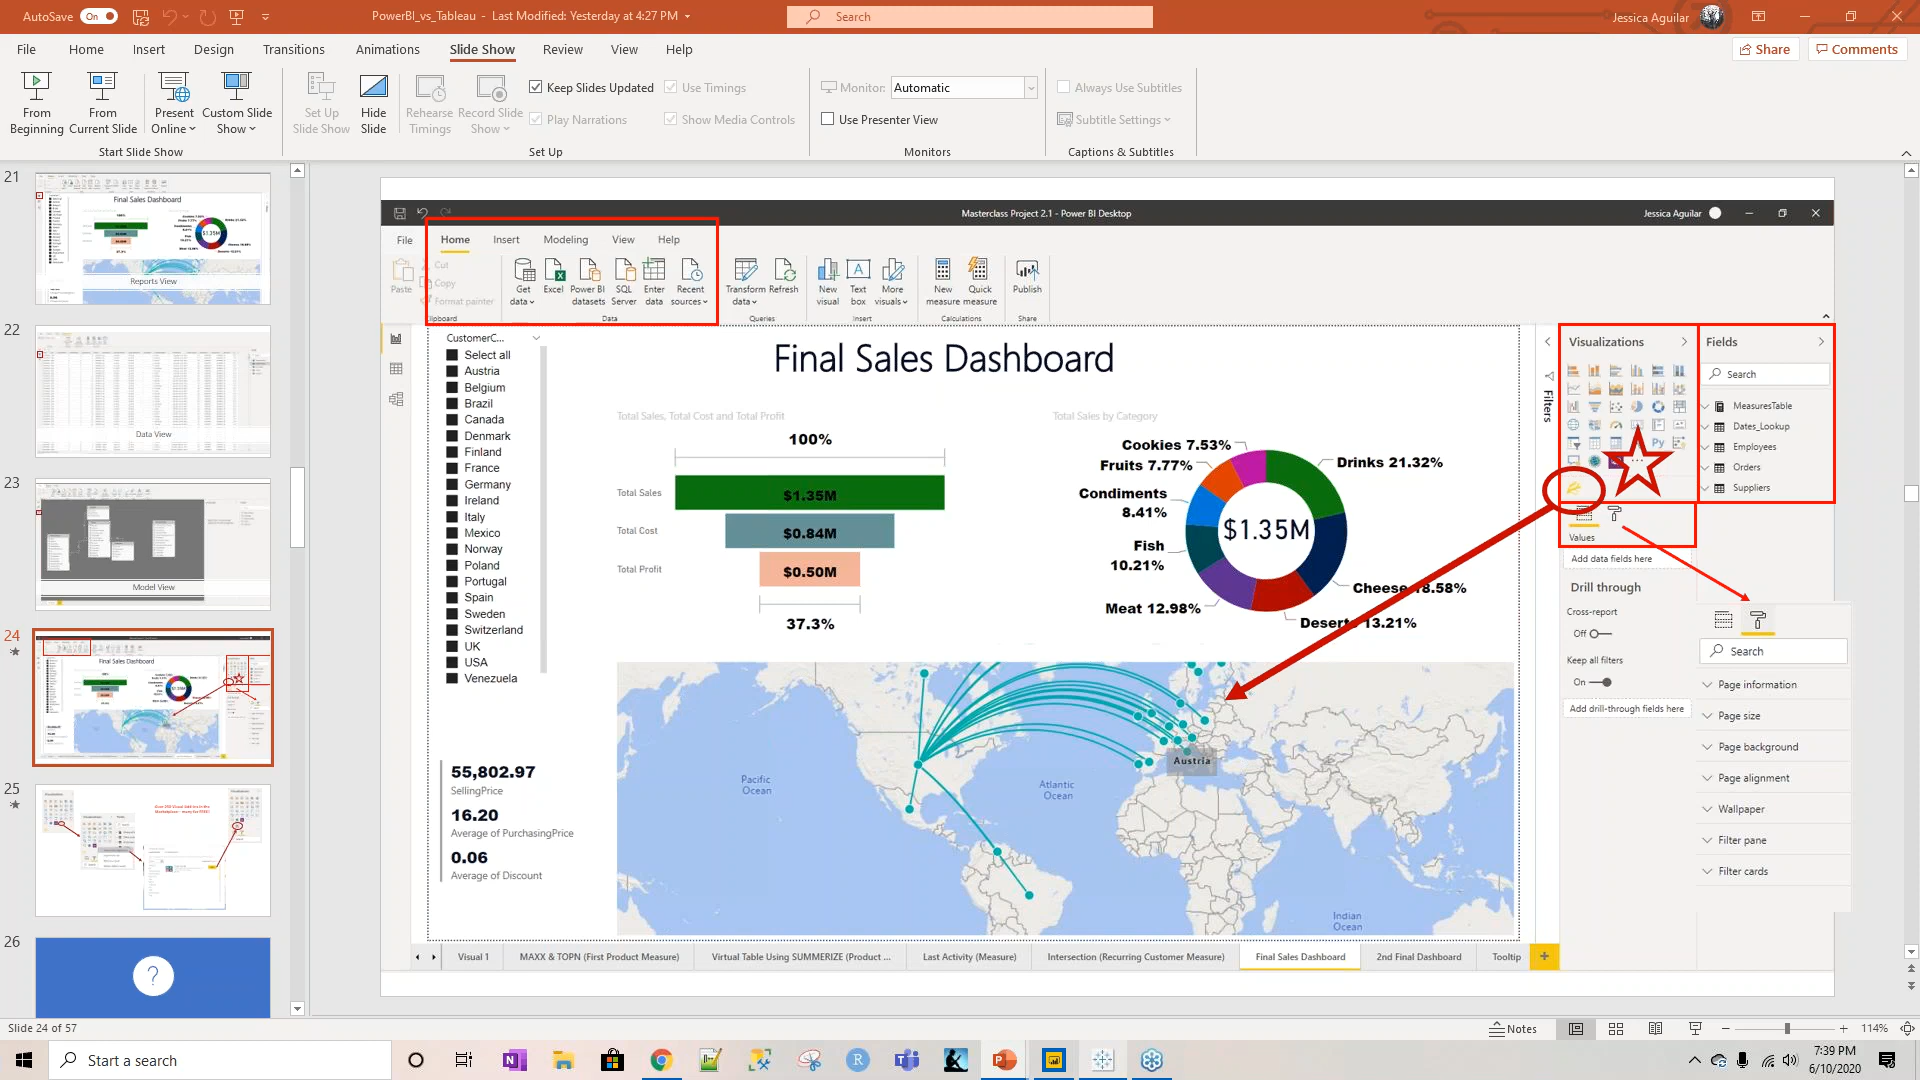 AutoSave On PowerBI_vs_Tableau - Last Modified: Yesterday at 4:27 PM Search Jessica Aguilar
File Home Insert Design Transitions Animations Slide Show Review View Help Share Comments
From Beginning
From Current Slide
Present Online
Custom Slide Show
Start Slide Show
Set Up Slide Show
Hide Slide
Rehearse Timings
Record Slide Show
Keep Slides Updated
Play Narrations
Use Timings
Show Media Controls
Set Up
Monitor: Automatic
Use Presenter View
Monitors
Always Use Subtitles
Subtitle Settings
Captions & Subtitles
21
Final Sales Dashboard
Reports View
22
Data View
23
Model View
24
Final Sales Dashboard
25
26
?
Masterclass Project 2.1 - Power BI Desktop Jessica Aguilar
File Home Insert Modeling View Help
Paste
Cut
Copy
Format painter
Clipboard
Get data
Excel
Power BI datasets
SQL Server
Enter data
Recent sources
Data
Transform data
Refresh
Queries
New visual
Text box
More visuals
Insert
New measure
Quick measure
Calculations
Publish
Share
CustomerC...
Select all
Austria
Belgium
Brazil
Canada
Denmark
Finland
France
Germany
Ireland
Italy
Mexico
Norway
Poland
Portugal
Spain
Sweden
Switzerland
UK
USA
Venezuela
Final Sales Dashboard
Total Sales, Total Cost and Total Profit
100%
Total Sales $1.35M
Total Cost $0.84M
Total Profit $0.50M
37.3%
Total Sales by Category
Cookies 7.53%
Fruits 7.77%
Condiments
8.41%
Fish
10.21%
Meat 12.98%
Drinks 21.32%
Cheese 18.58%
Deserts 13.21%
$1.35M
55,802.97
SellingPrice
16.20
Average of PurchasingPrice
0.06
Average of Discount
Pacific
Ocean
Atlantic
Ocean
Austria
Indian
Ocean
Filters
Visualizations
Py
Values
Add data fields here
Drill through
Cross-report
Off
Keep all filters
On
Add drill-through fields here
Fields
Search
MeasuresTable
Dates_Lookup
Employees
Orders
Suppliers
Search
Page information
Page size
Page background
Page alignment
Wallpaper
Filter pane
Filter cards
Visual 1 MAXX & TOPN (First Product Measure) Virtual Table Using SUMMERIZE (Product ... Last Activity (Measure) Intersection (Recurring Customer Measure) Final Sales Dashboard 2nd Final Dashboard Tooltip +
Slide 24 of 57 Notes 114%
Start a search
7:39 PM
6/10/2020